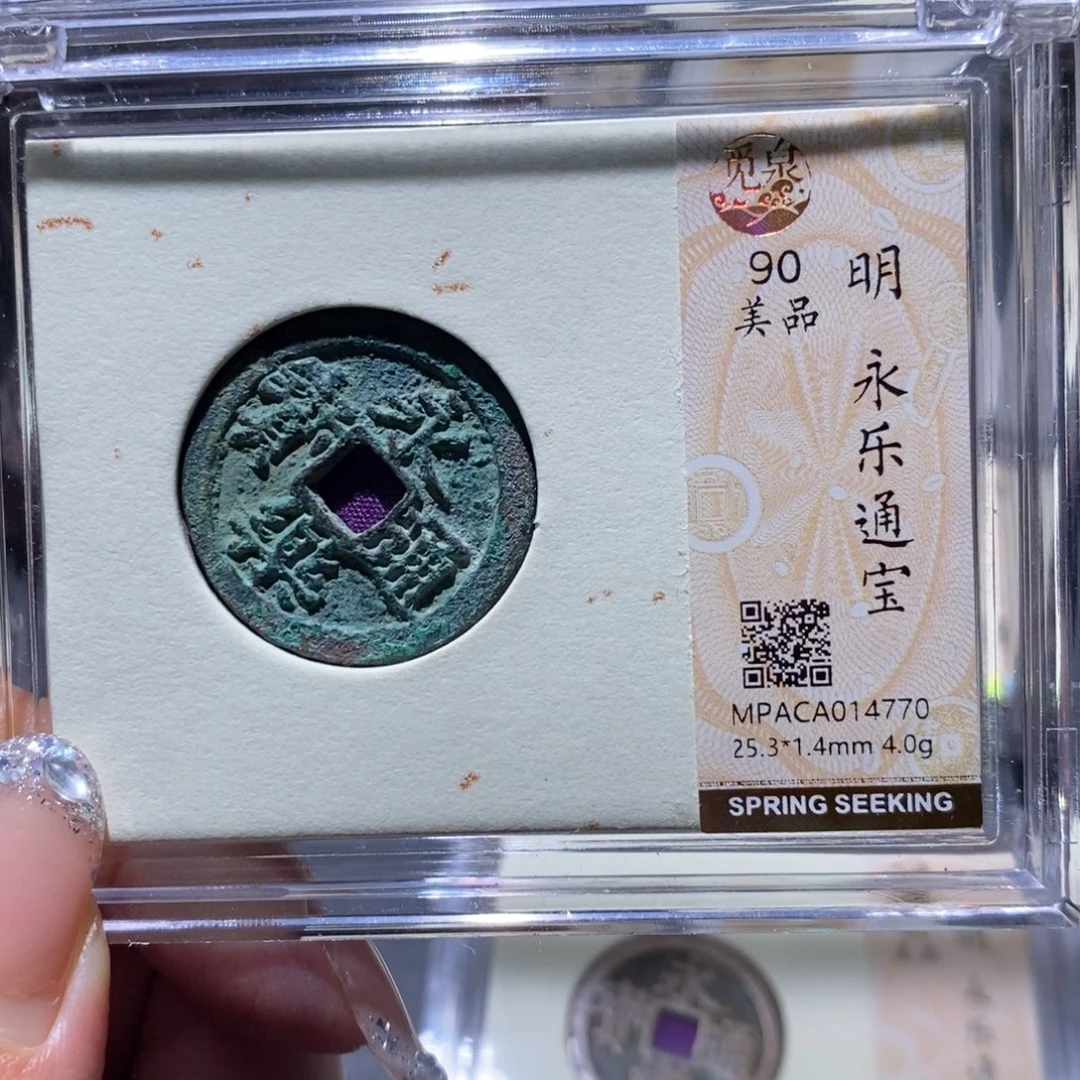 觅泉
90
美品
明 永乐通宝
MPACA014770
25.3*1.4mm 4.0g
SPRING SEEKING
永